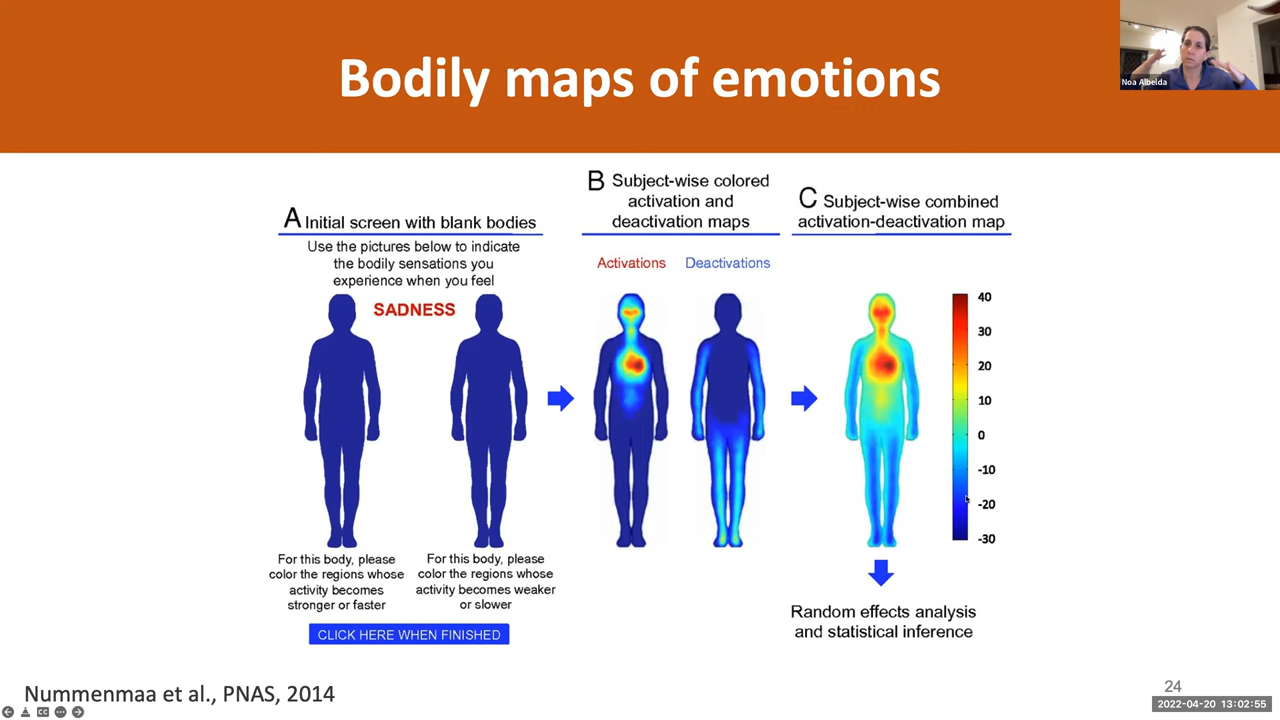 Bodily maps of emotions
Noa Albelda
A Initial screen with blank bodies
Use the pictures below to indicate
the bodily sensations you
experience when you feel
SADNESS
For this body, please
color the regions whose
activity becomes
stronger or faster
For this body, please
color the regions whose
activity becomes weaker
or slower
CLICK HERE WHEN FINISHED
B Subject-wise colored
activation and
deactivation maps
Activations
Deactivations
C Subject-wise combined
activation-deactivation map
40
30
20
10
0
-10
-20
-30
Random effects analysis
and statistical inference
Nummenmaa et al., PNAS, 2014
24
2022-04-20 13:02:55